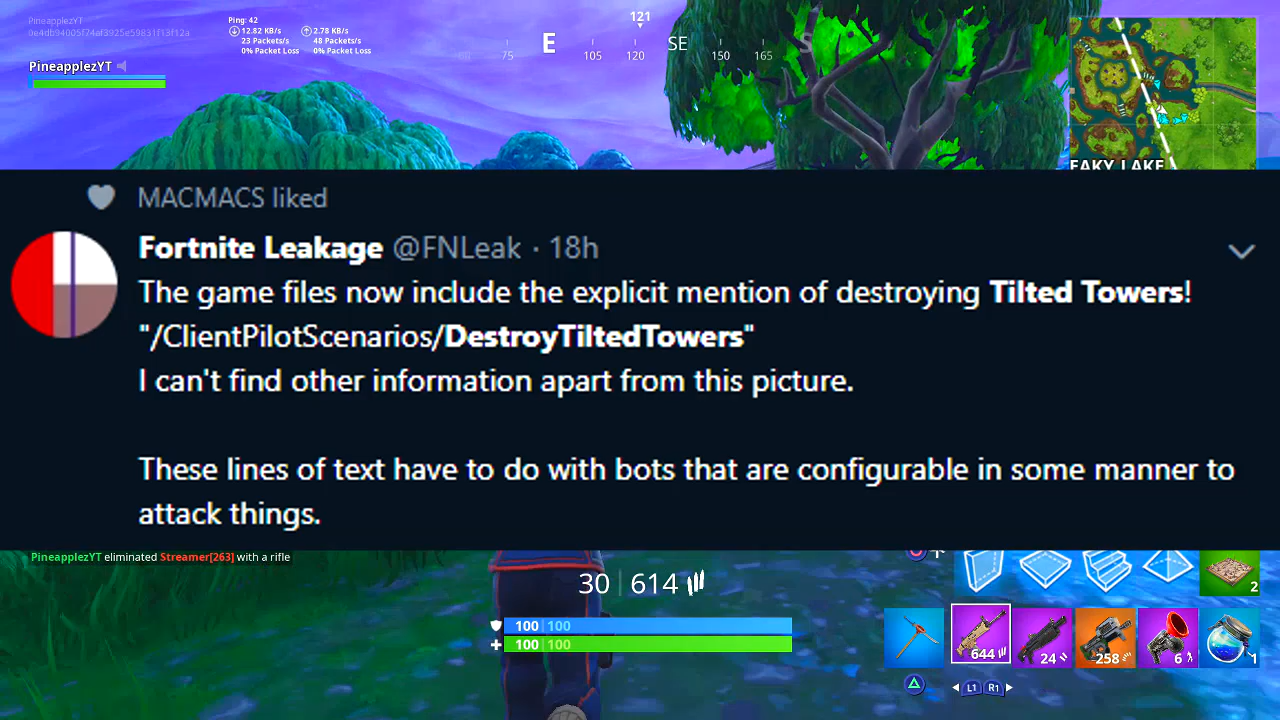 PineapplezYT
Ping: 42
12.82 KB/s 2.78 KB/s
23 Packets/s 48 Packets/s
0% Packet Loss 0% Packet Loss
PineapplezYT
121
E SE S
75 105 120 150 165
EAKY LAKE
MACMACS liked
Fortnite Leakage @FNLeak · 18h
The game files now include the explicit mention of destroying Tilted Towers!
"/ClientPilotScenarios/DestroyTiltedTowers"
I can't find other information apart from this picture.
These lines of text have to do with bots that are configurable in some manner to
attack things.
PineapplezYT eliminated Streamer[263] with a rifle
30 | 614
100 | 100
100 | 100
2
644 24 258 6 1
L1 R1